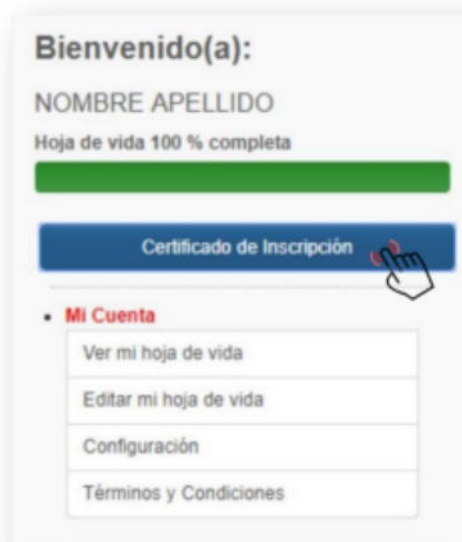 Bienvenido(a):
NOMBRE APELLIDO
Hoja de vida 100 % completa
Certificado de Inscripción
Mi Cuenta
Ver mi hoja de vida
Editar mi hoja de vida
Configuración
Términos y Condiciones